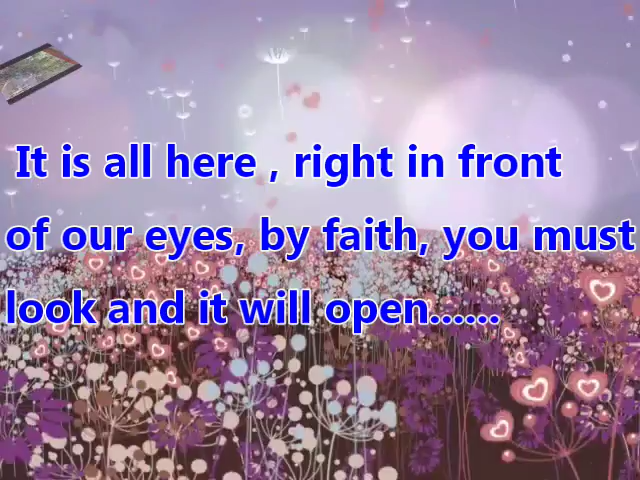 It is all here , right in front
of our eyes, by faith, you must
look and it will open......